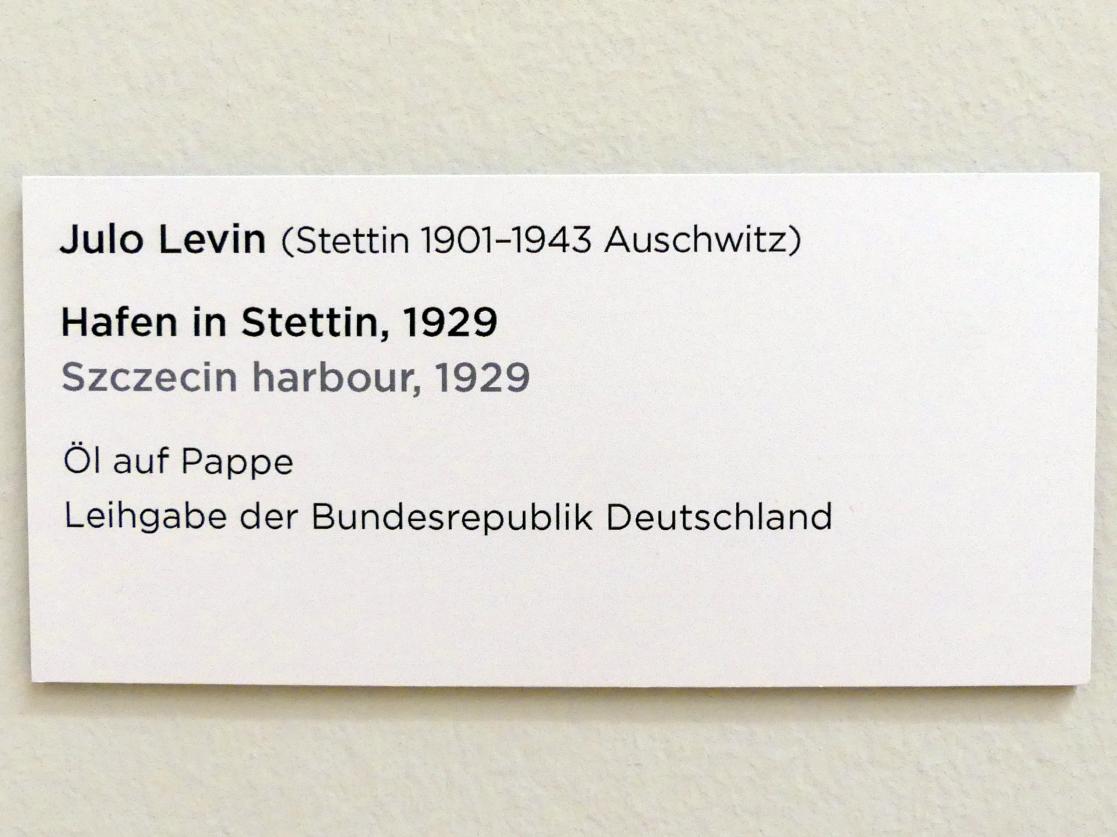 Julo Levin (Stettin 1901–1943 Auschwitz)
Hafen in Stettin, 1929
Szczecin harbour, 1929
Öl auf Pappe
Leihgabe der Bundesrepublik Deutschland